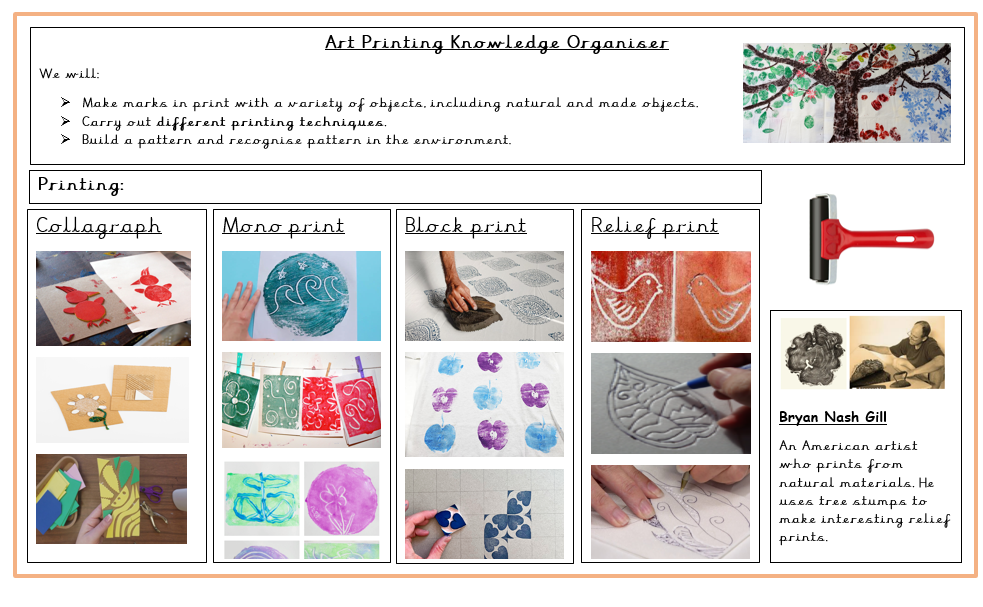 Art Printing Knowledge Organiser
We will:
➢ Make marks in print with a variety of objects, including natural and made objects.
➢ Carry out different printing techniques.
➢ Build a pattern and recognise pattern in the environment.
Printing:
Collagraph
Mono print
Block print
Relief print
Bryan Nash Gill
An American artist
who prints from
natural materials. He
uses tree stumps to
make interesting relief
prints.